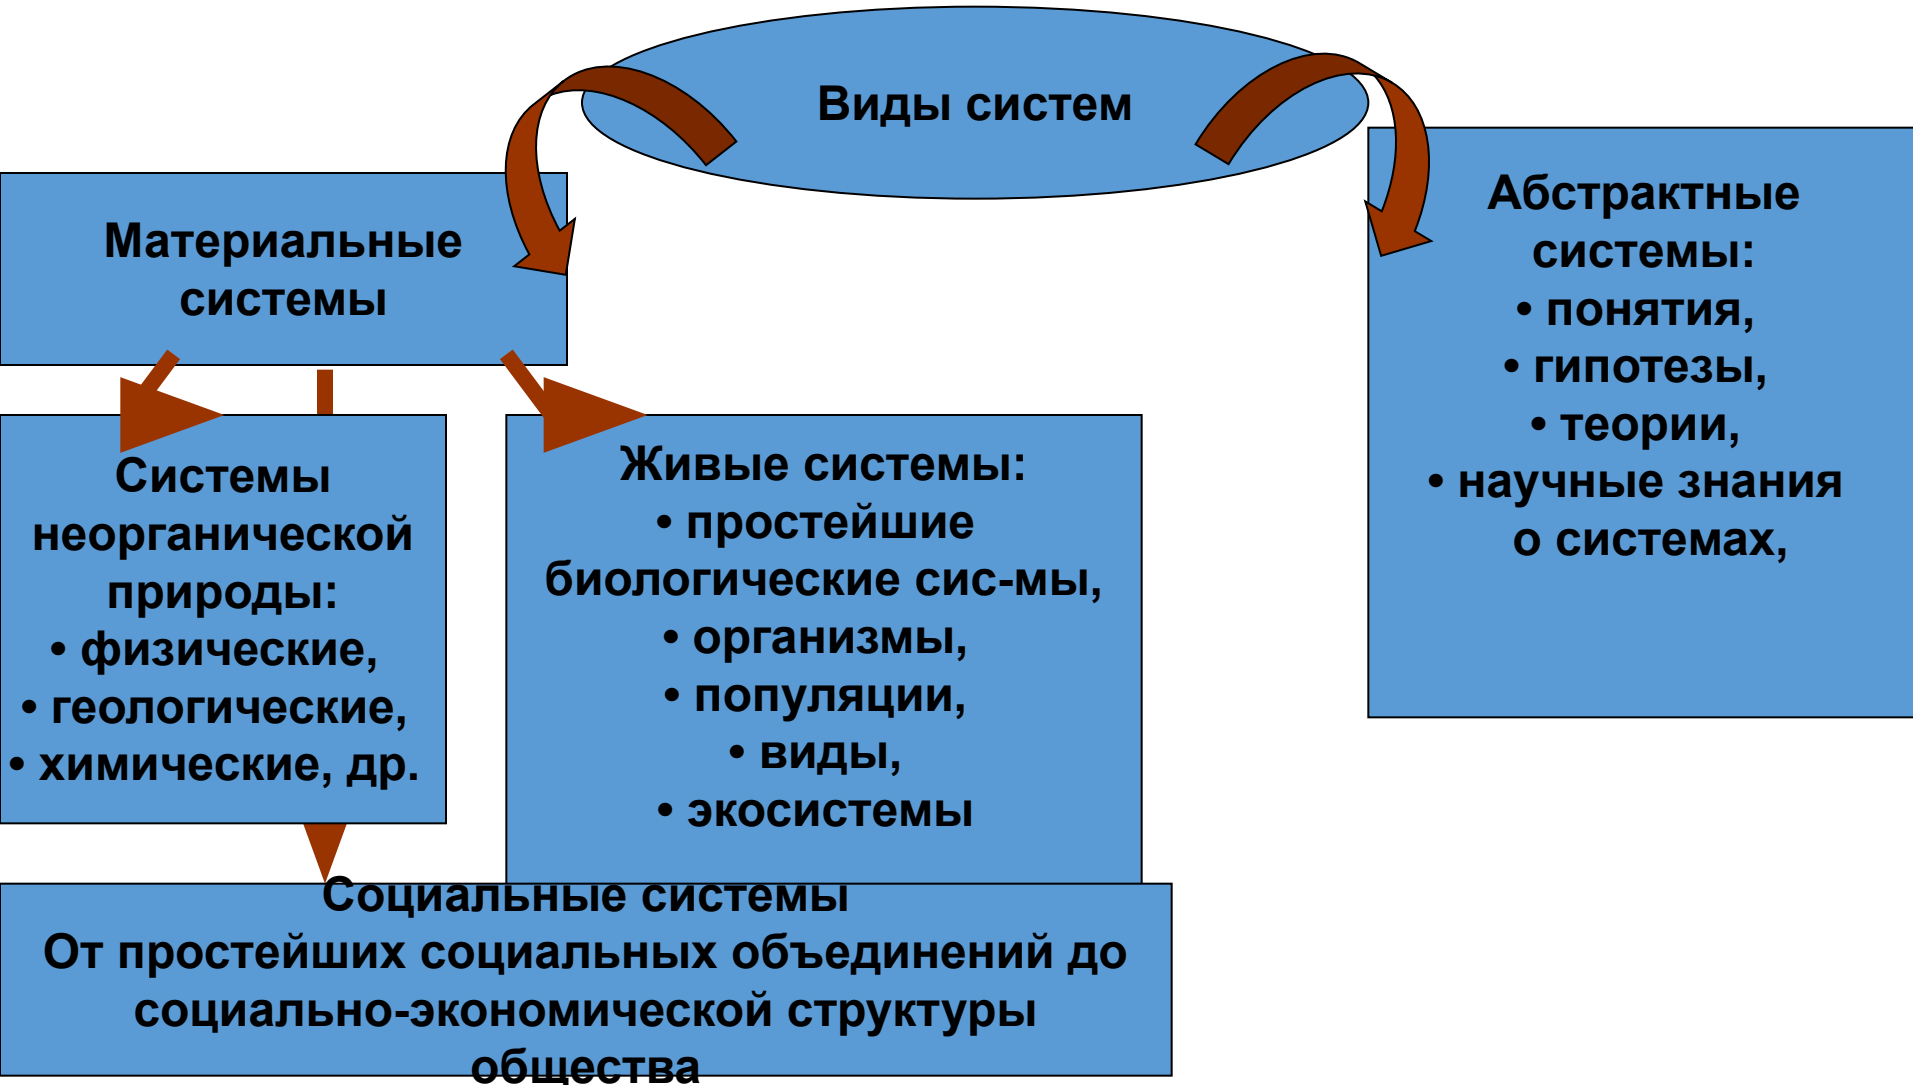 Виды систем
Материальные
системы
Абстрактные
системы:
• понятия,
• гипотезы,
• теории,
• научные знания
о системах,
Системы
неорганической
природы:
• физические,
• геологические,
• химические, др.
Живые системы:
• простейшие
биологические сис-мы,
• организмы,
• популяции,
• виды,
• экосистемы
Социальные системы
От простейших социальных объединений до
социально-экономической структуры
общества